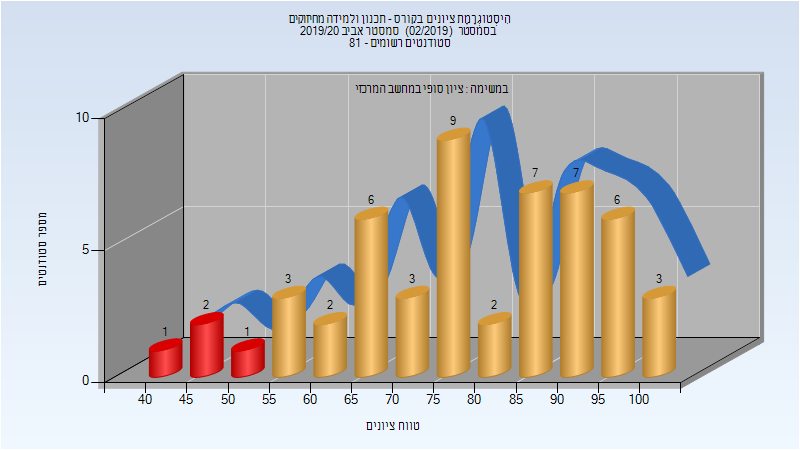 היסטוגרמת ציונים בקורס - תכנון ולמידה מחיזוקים
בסמסטר (02/2019) סמסטר אביב 2019/20
סטודנטים רשומים - 81
במשימה : ציון סופי במחשב המרכזי
10
5
0
מספר סטודנטים
1 2 1 3 2 6 3 9 2 7 7 6 3
40 45 50 55 60 65 70 75 80 85 90 95 100
טווח ציונים